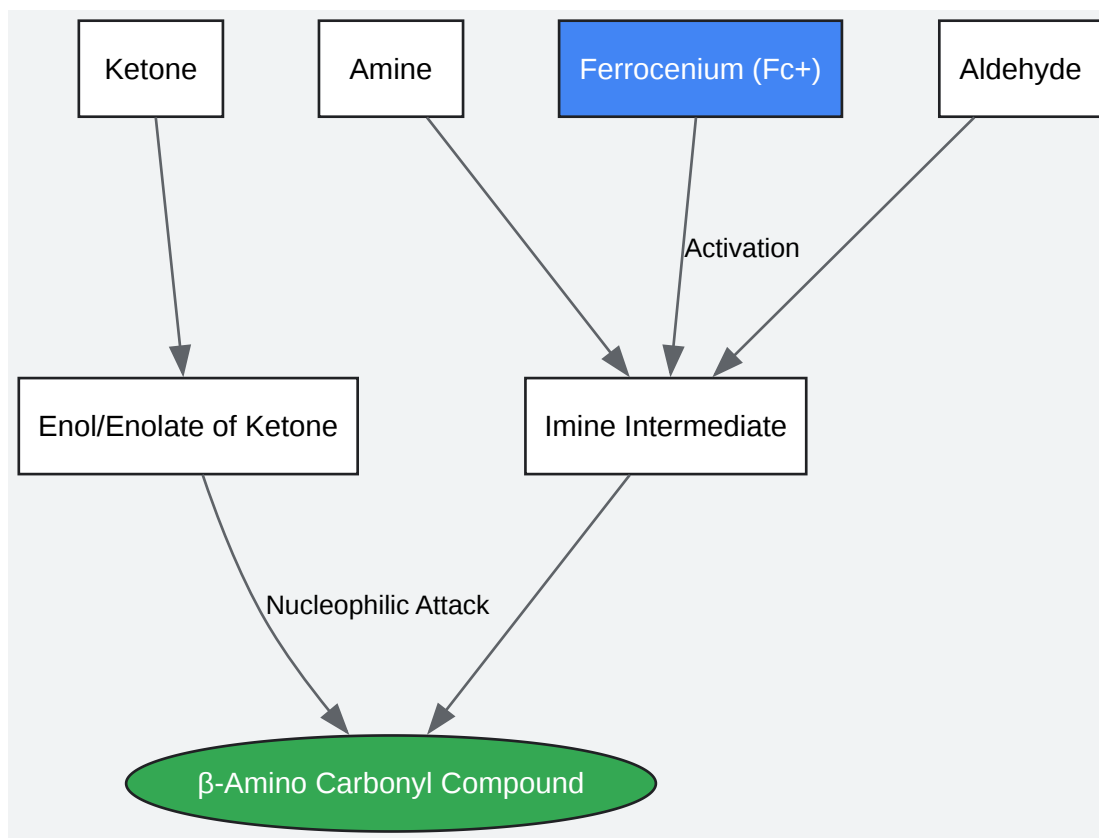 Ketone
Amine
Ferrocenium (Fc+)
Aldehyde
Activation
Enol/Enolate of Ketone
Imine Intermediate
Nucleophilic Attack
β-Amino Carbonyl Compound